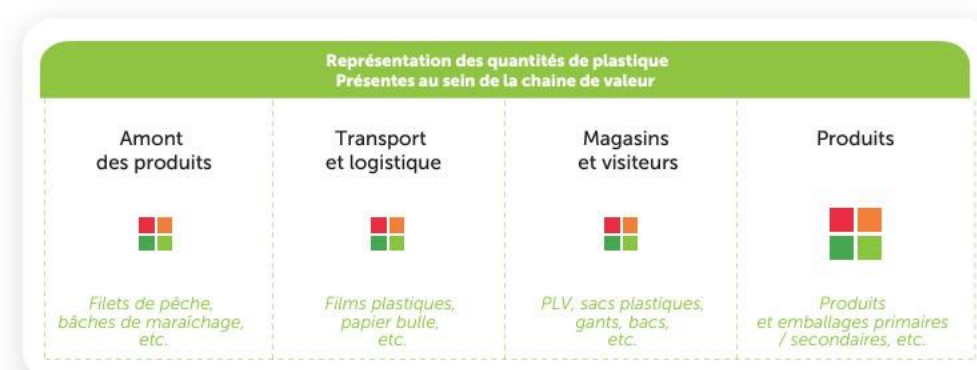 Représentation des quantités de plastique
Présentes au sein de la chaine de valeur
Amont
des produits
Filets de pêche,
bâches de maraîchage,
etc.
Transport
et logistique
Films plastiques,
papier bulle,
etc.
Magasins
et visiteurs
PLV, sacs plastiques,
gants, bacs,
etc.
Produits
Produits
et emballages primaires
/ secondaires, etc.